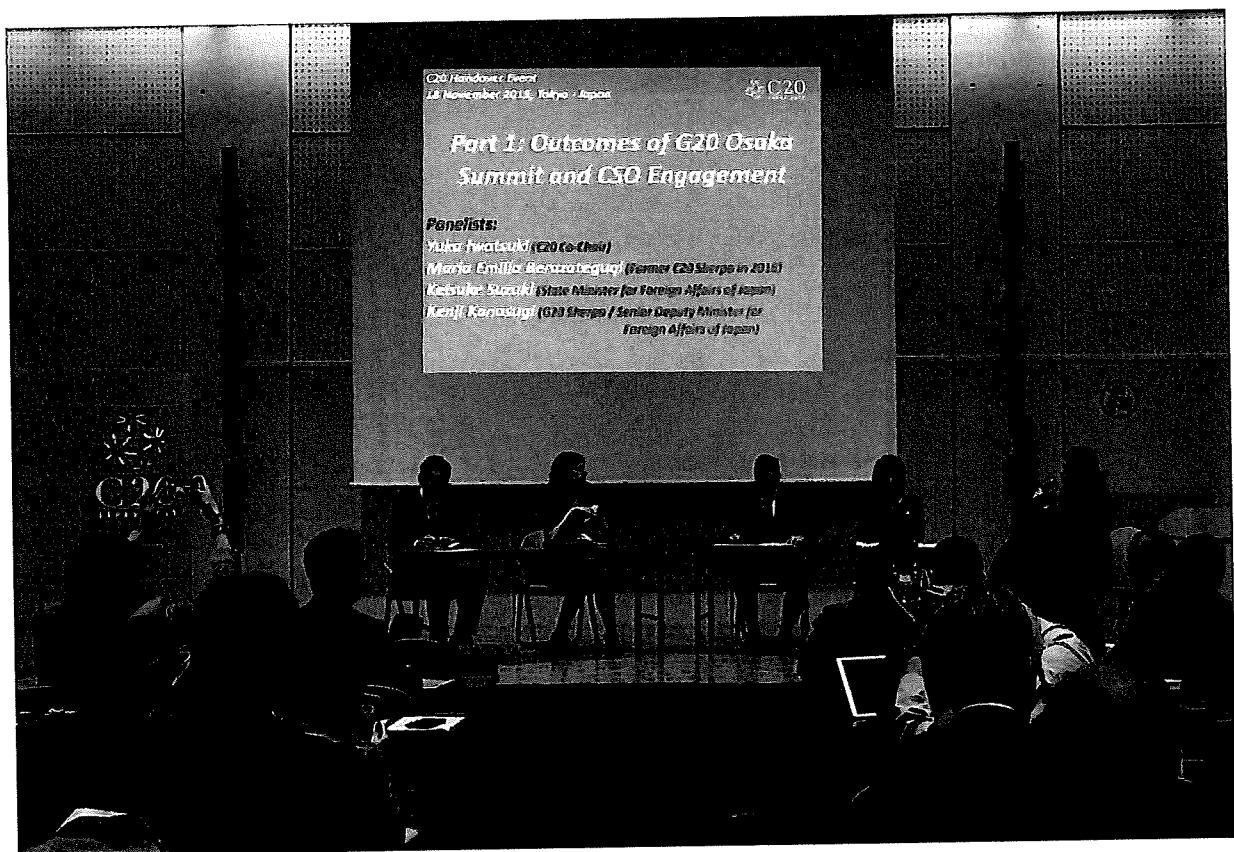 C20 Handover Event
18 November 2019, Tokyo - Japan
C20
Part 1: Outcomes of G20 Osaka
Summit and CSO Engagement
Panelists:
Yuka Iwatsuki (C20 Co-Chair)
Maria Emilia Berazategui (Former C20 Sherpa in 2018)
Keisuke Suzuki (State Minister for Foreign Affairs of Japan)
Kenji Kanasugi (G20 Sherpa / Senior Deputy Minister for
Foreign Affairs of Japan)
C20